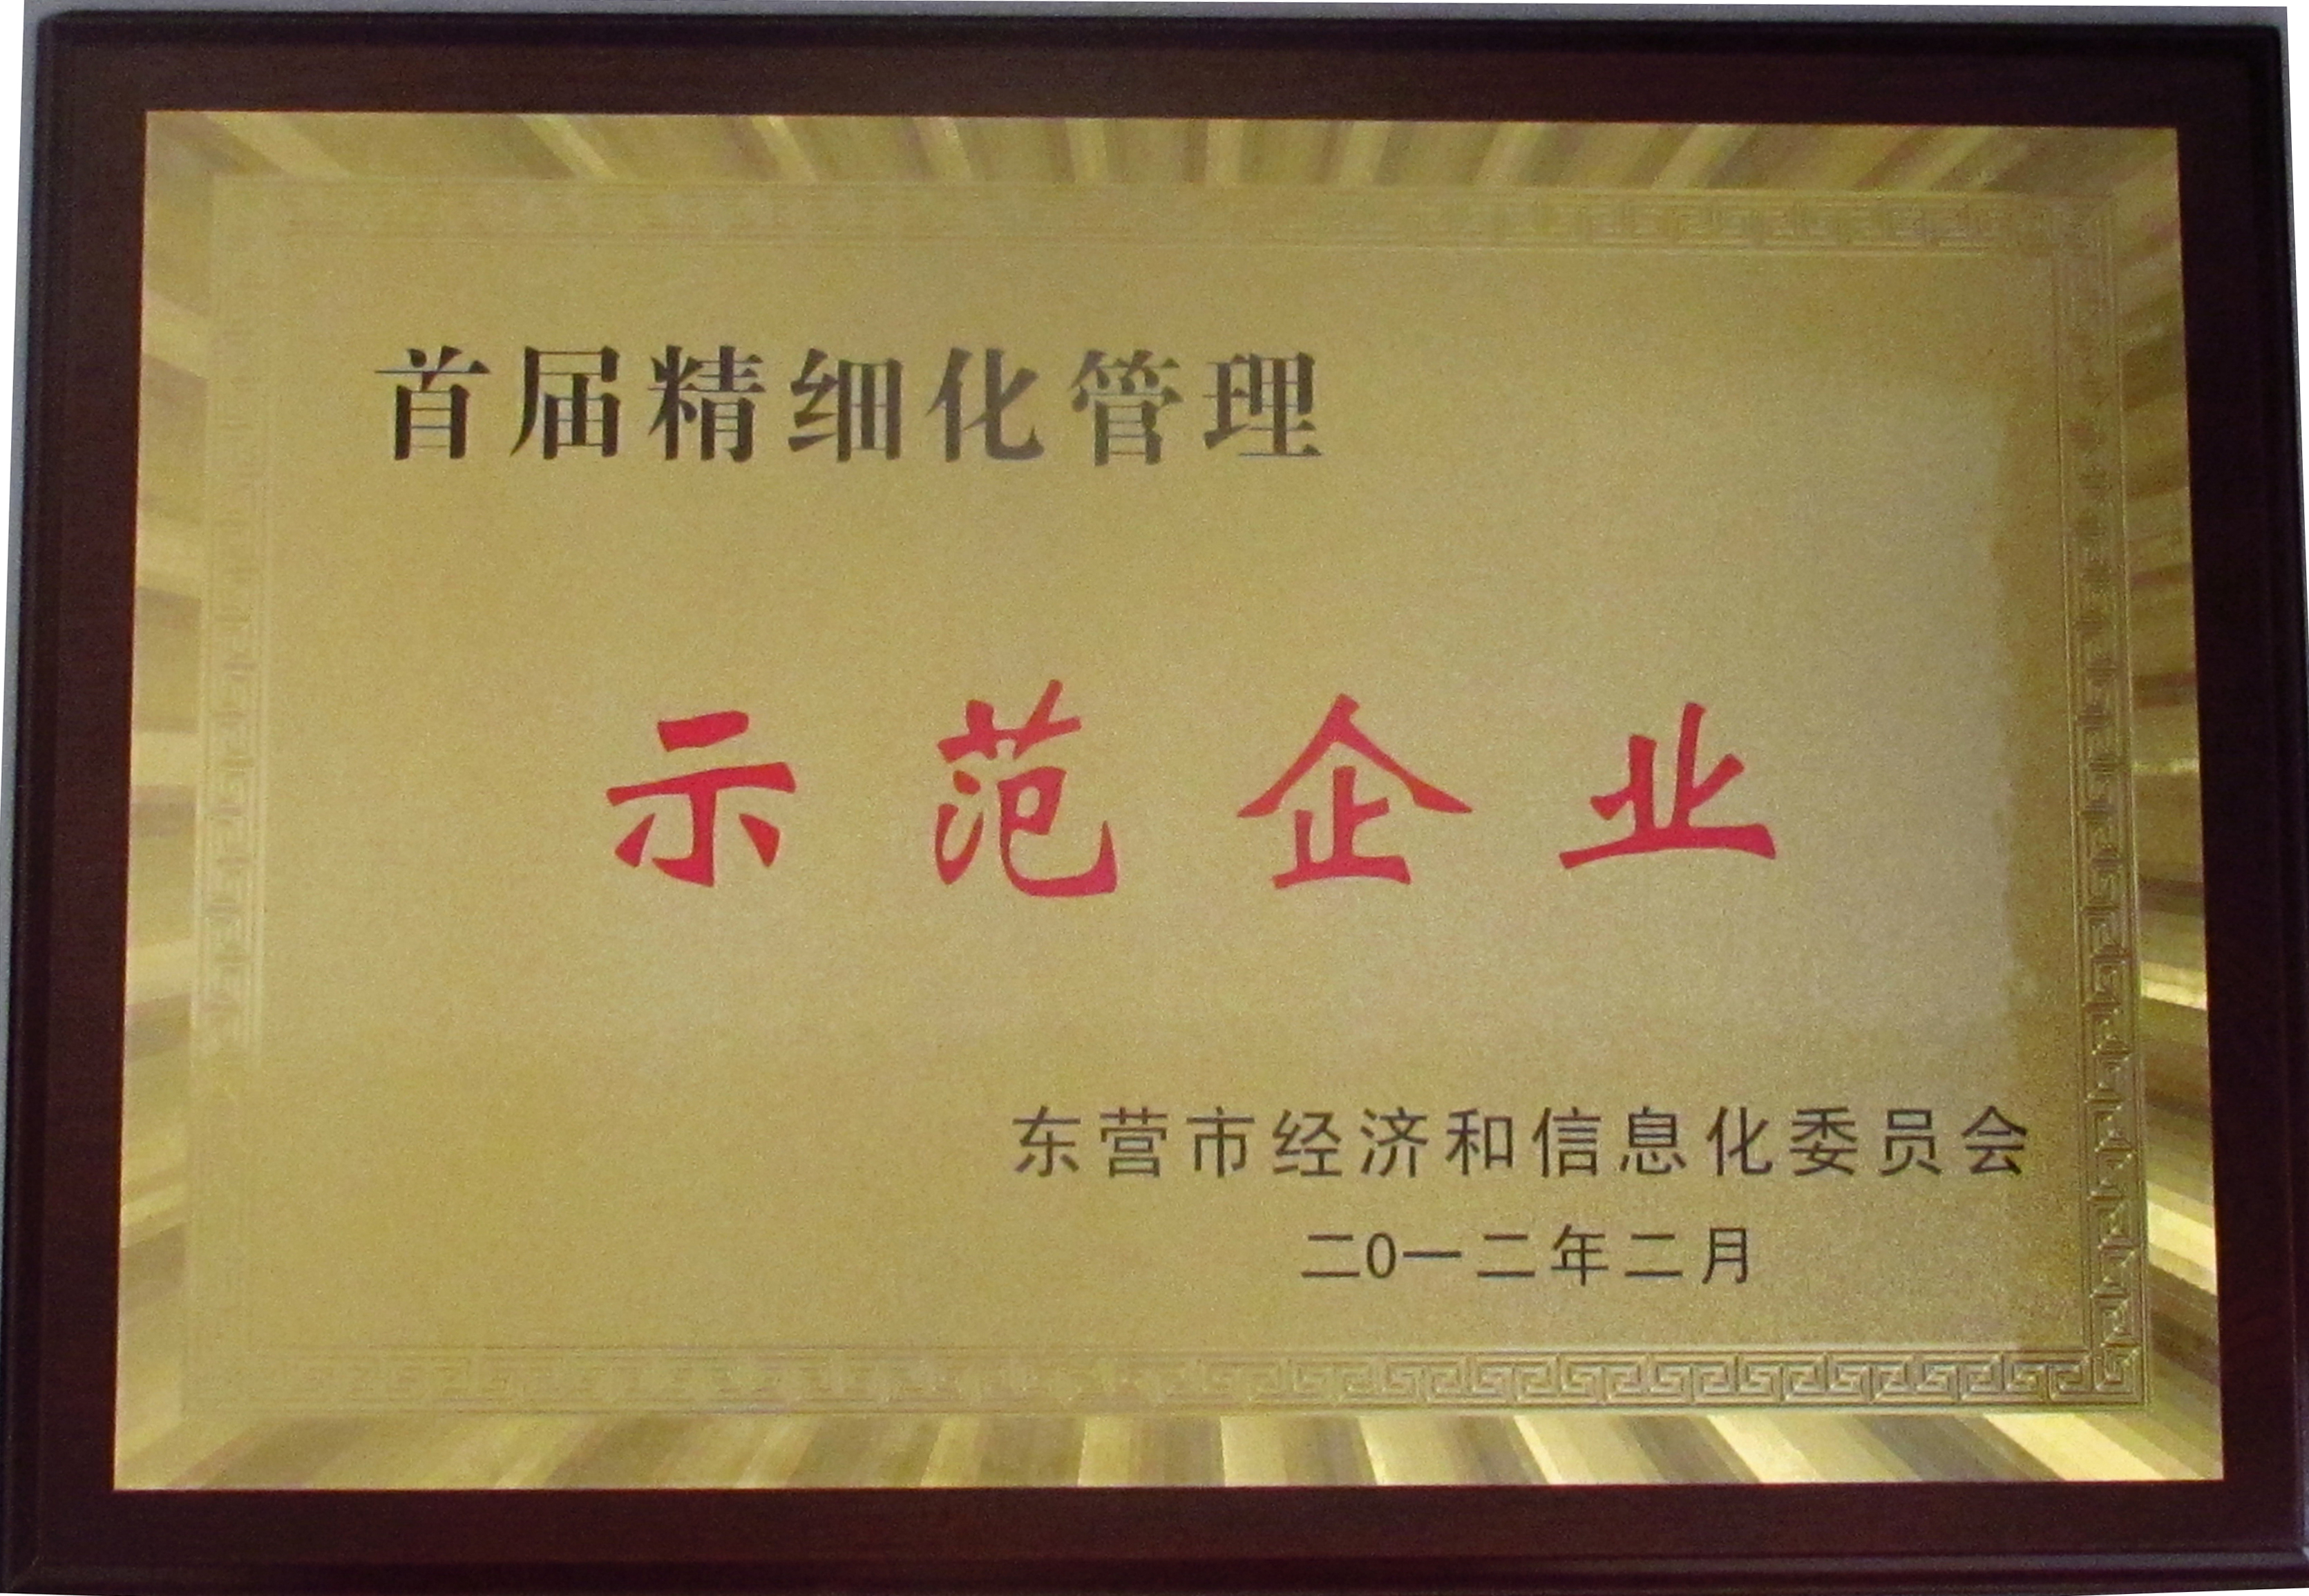 首届精细化管理
示范企业
东营市经济和信息化委员会
二0一二年二月